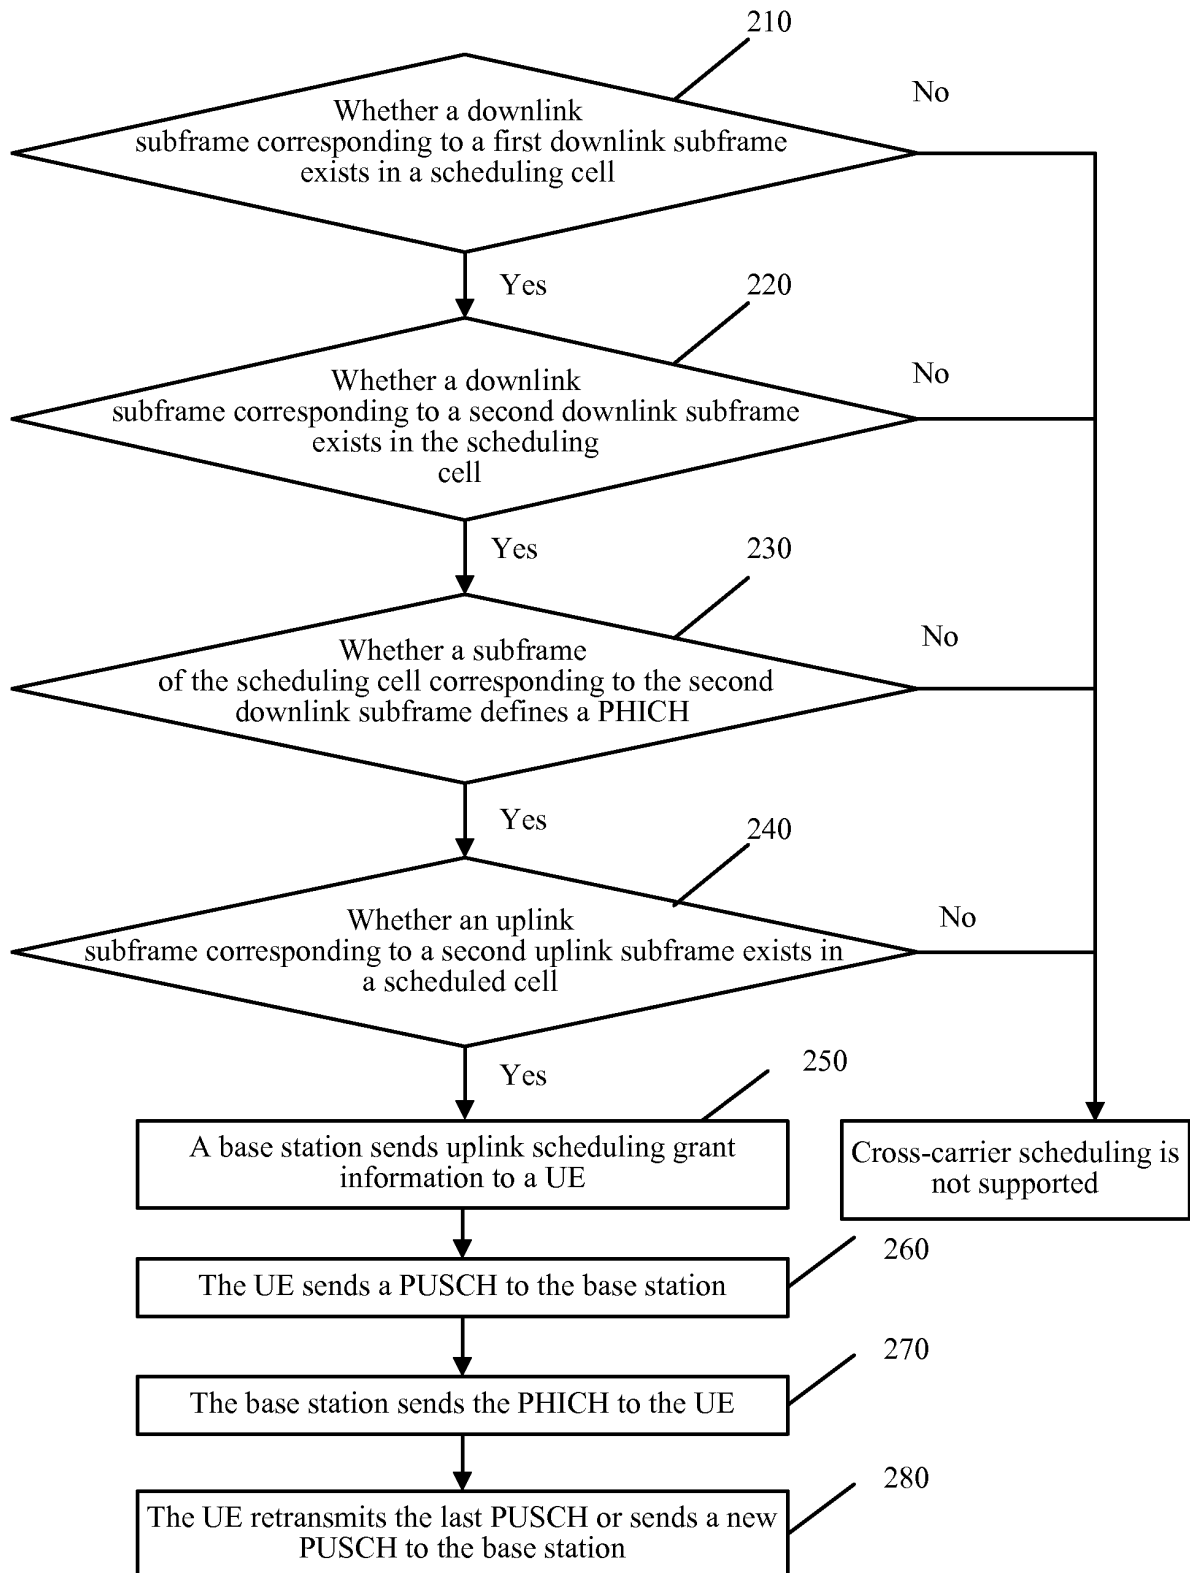 210
No
Whether a downlink
subframe corresponding to a first downlink subframe
exists in a scheduling cell
Yes
220
No
Whether a downlink
subframe corresponding to a second downlink subframe
exists in the scheduling
cell
Yes
230
No
Whether a subframe
of the scheduling cell corresponding to the second
downlink subframe defines a PHICH
Yes
240
No
Whether an uplink
subframe corresponding to a second uplink subframe exists in
a scheduled cell
Yes
250
A base station sends uplink scheduling grant
information to a UE
Cross-carrier scheduling is
not supported
260
The UE sends a PUSCH to the base station
270
The base station sends the PHICH to the UE
280
The UE retransmits the last PUSCH or sends a new
PUSCH to the base station